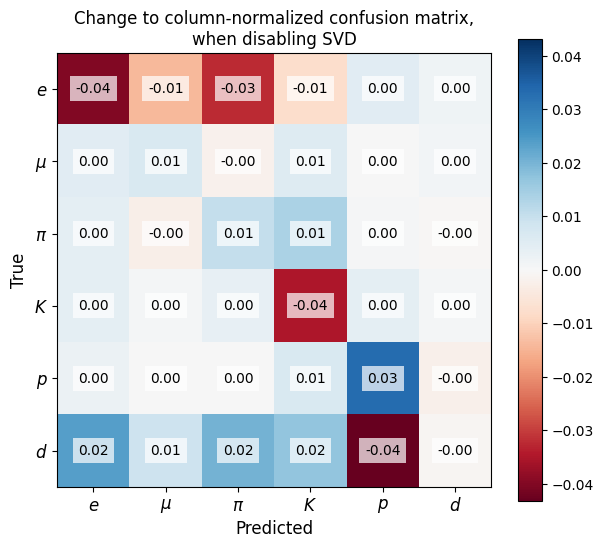 Change to column-normalized confusion matrix,
when disabling SVD
0.04
0.03
0.02
0.01
0.00
−0.01
−0.02
−0.03
−0.04
True
e
-0.04 -0.01 -0.03 -0.01 0.00 0.00
μ
0.00 0.01 -0.00 0.01 0.00 0.00
π
0.00 -0.00 0.01 0.01 0.00 -0.00
K
0.00 0.00 0.00 -0.04 0.00 0.00
p
0.00 0.00 0.00 0.01 0.03 -0.00
d
0.02 0.01 0.02 0.02 -0.04 -0.00
e μ π K p d
Predicted